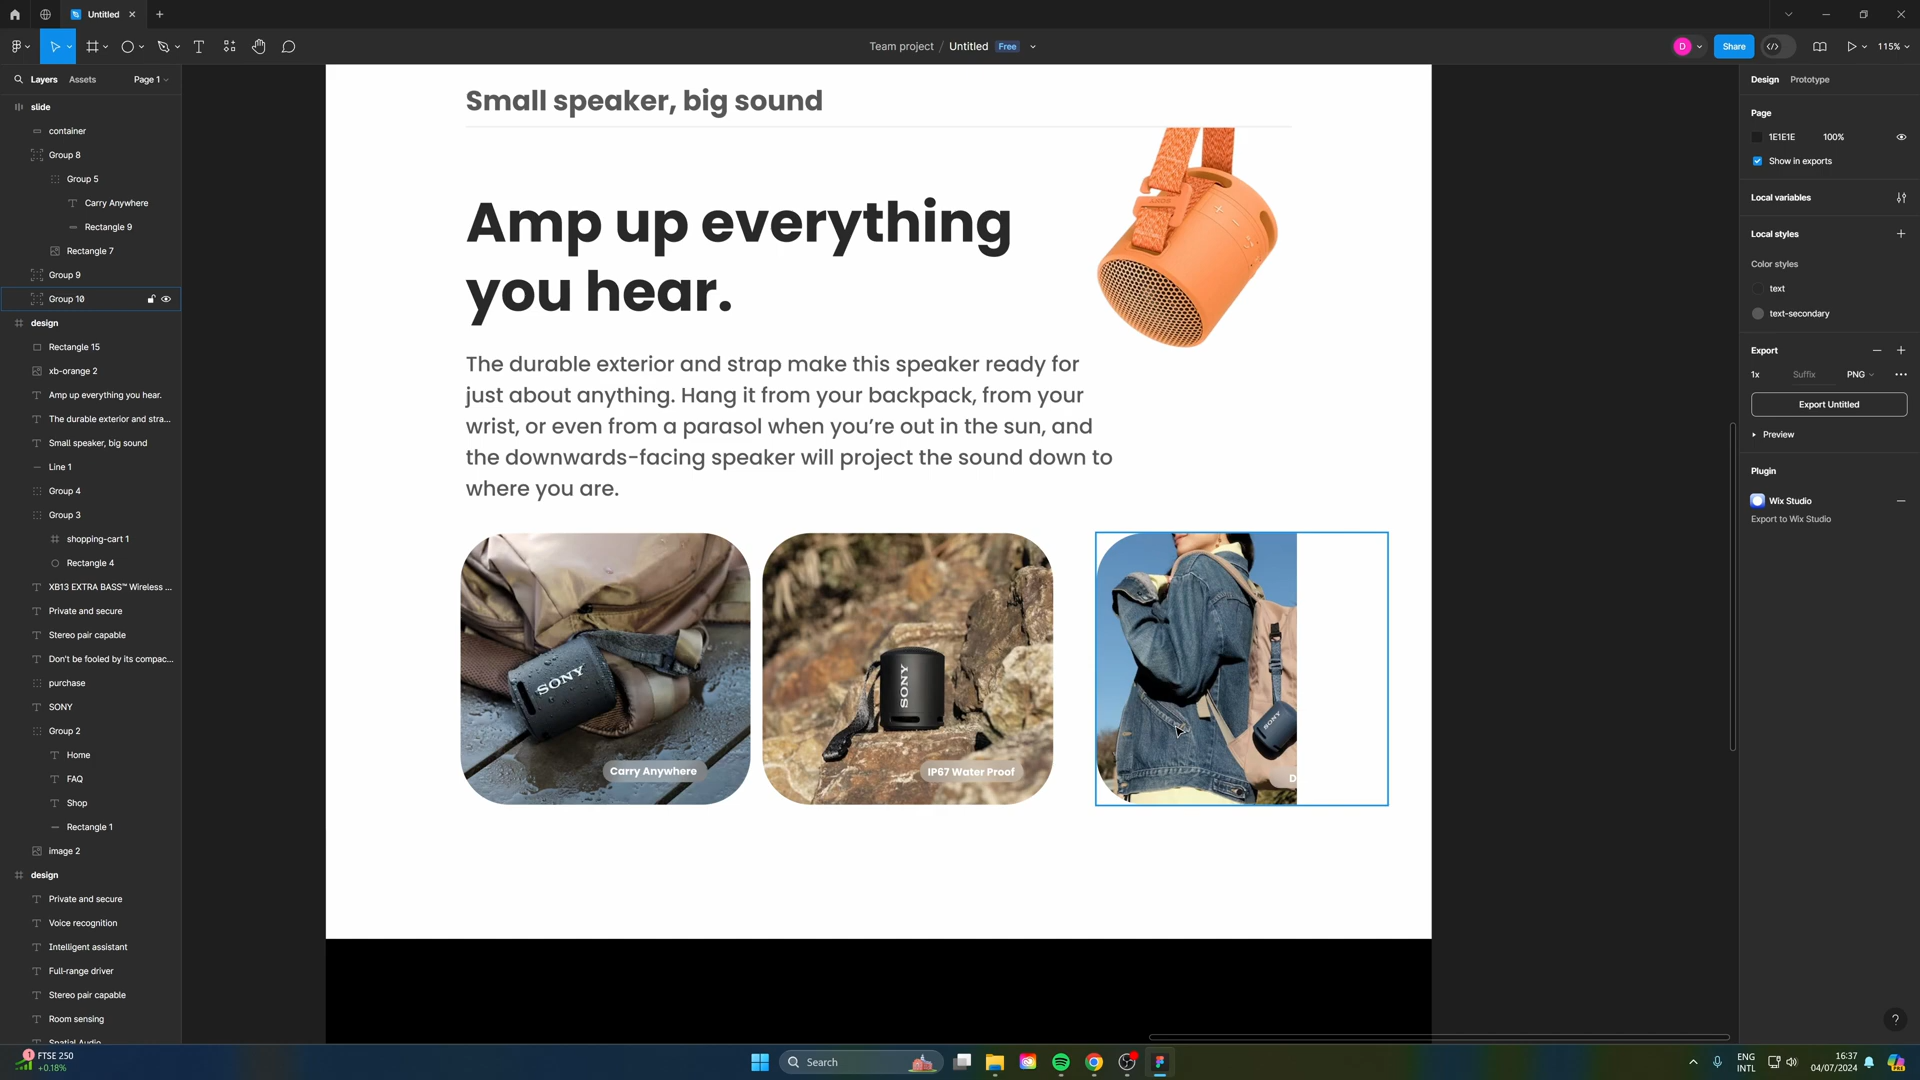 Untitled
Team project / Untitled Free
D
Share
115%
Layers
Assets
Page 1
slide
container
Group 8
Group 5
Carry Anywhere
Rectangle 9
Rectangle 7
Group 9
Group 10
design
Rectangle 15
xb-orange 2
Amp up everything you hear.
The durable exterior and stra...
Small speaker, big sound
Line 1
Group 4
Group 3
shopping-cart 1
Rectangle 4
XB13 EXTRA BASS™ Wireless ...
Private and secure
Stereo pair capable
Don't be fooled by its compac...
purchase
SONY
Group 2
Home
FAQ
Shop
Rectangle 1
image 2
design
Private and secure
Voice recognition
Intelligent assistant
Full-range driver
Stereo pair capable
Room sensing
Spatial Audio
Small speaker, big sound
Amp up everything
you hear.
The durable exterior and strap make this speaker ready for
just about anything. Hang it from your backpack, from your
wrist, or even from a parasol when you’re out in the sun, and
the downwards-facing speaker will project the sound down to
where you are.
SONY
SONY
SONY
SONY
Carry Anywhere
IP67 Water Proof
D
Design
Prototype
Page
1E1E1E 100%
Show in exports
Local variables
Local styles
Color styles
text
text-secondary
Export
1x Suffix PNG
Export Untitled
Preview
Plugin
Wix Studio
Export to Wix Studio
?
1
FTSE 250
+0.18%
Search
ENG
INTL
16:37
04/07/2024
PRE